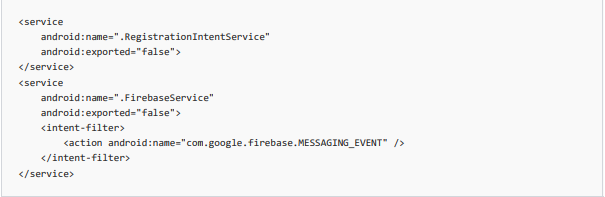 <service
    android:name=".RegistrationIntentService"
    android:exported="false">
</service>
<service
    android:name=".FirebaseService"
    android:exported="false">
    <intent-filter>
        <action android:name="com.google.firebase.MESSAGING_EVENT" />
    </intent-filter>
</service>